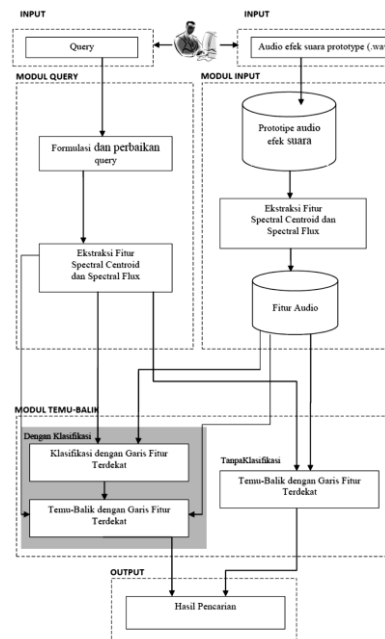 INPUT
INPUT
Query
Audio efek suara prototype (.wav
MODUL QUERY
MODUL INPUT
Formulasi dan perbaikan
query
Prototipe audio
efek suara
Ekstraksi Fitur
Spectral Centroid
dan Spectral Flux
Ekstraksi Fitur
Spectral Centroid dan
Spectral Flux
Fitur Audio
MODUL TEMU-BALIK
Dengan Klasifikasi
Klasifikasi dengan Garis Fitur
Terdekat
Temu-Balik dengan Garis Fitur
Terdekat
TanpaKlasifikasi
Temu-Balik dengan Garis Fitur
Terdekat
OUTPUT
Hasil Pencarian